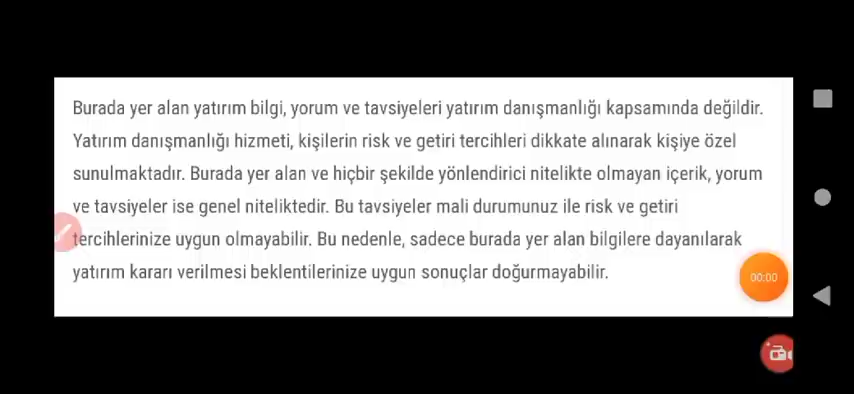 Burada yer alan yatırım bilgi, yorum ve tavsiyeleri yatırım danışmanlığı kapsamında değildir.
Yatırım danışmanlığı hizmeti, kişilerin risk ve getiri tercihleri dikkate alınarak kişiye özel
sunulmaktadır. Burada yer alan ve hiçbir şekilde yönlendirici nitelikte olmayan içerik, yorum
ve tavsiyeler ise genel niteliktedir. Bu tavsiyeler mali durumunuz ile risk ve getiri
tercihlerinize uygun olmayabilir. Bu nedenle, sadece burada yer alan bilgilere dayanılarak
yatırım kararı verilmesi beklentilerinize uygun sonuçlar doğurmayabilir.
00:00